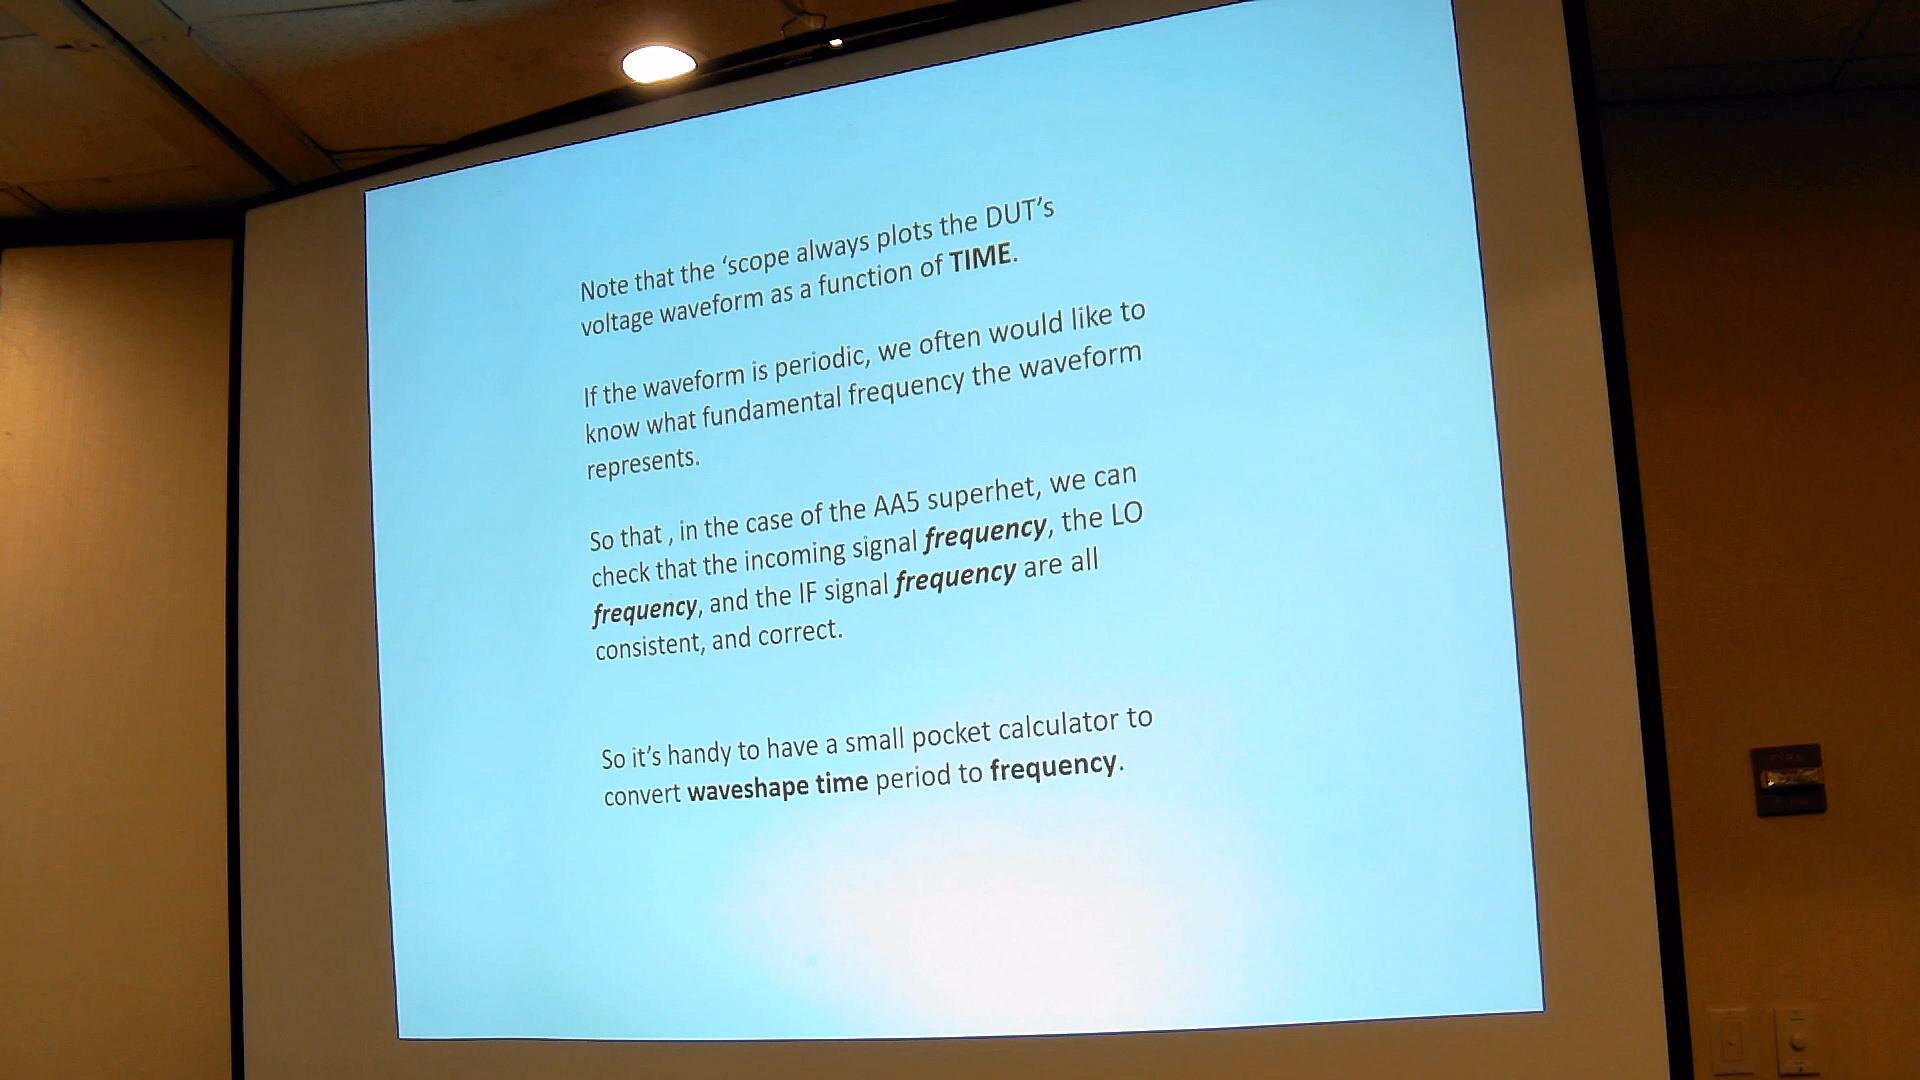 Note that the ‘scope always plots the DUT’s
voltage waveform as a function of TIME.
If the waveform is periodic, we often would like to
know what fundamental frequency the waveform
represents.
So that , in the case of the AA5 superhet, we can
check that the incoming signal frequency, the LO
frequency, and the IF signal frequency are all
consistent, and correct.
So it’s handy to have a small pocket calculator to
convert waveshape time period to frequency.
FIRE